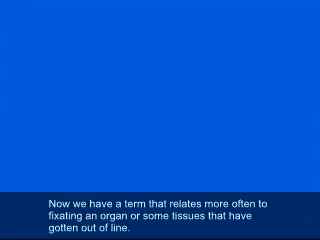 Now we have a term that relates more often to
fixating an organ or some tissues that have
gotten out of line.